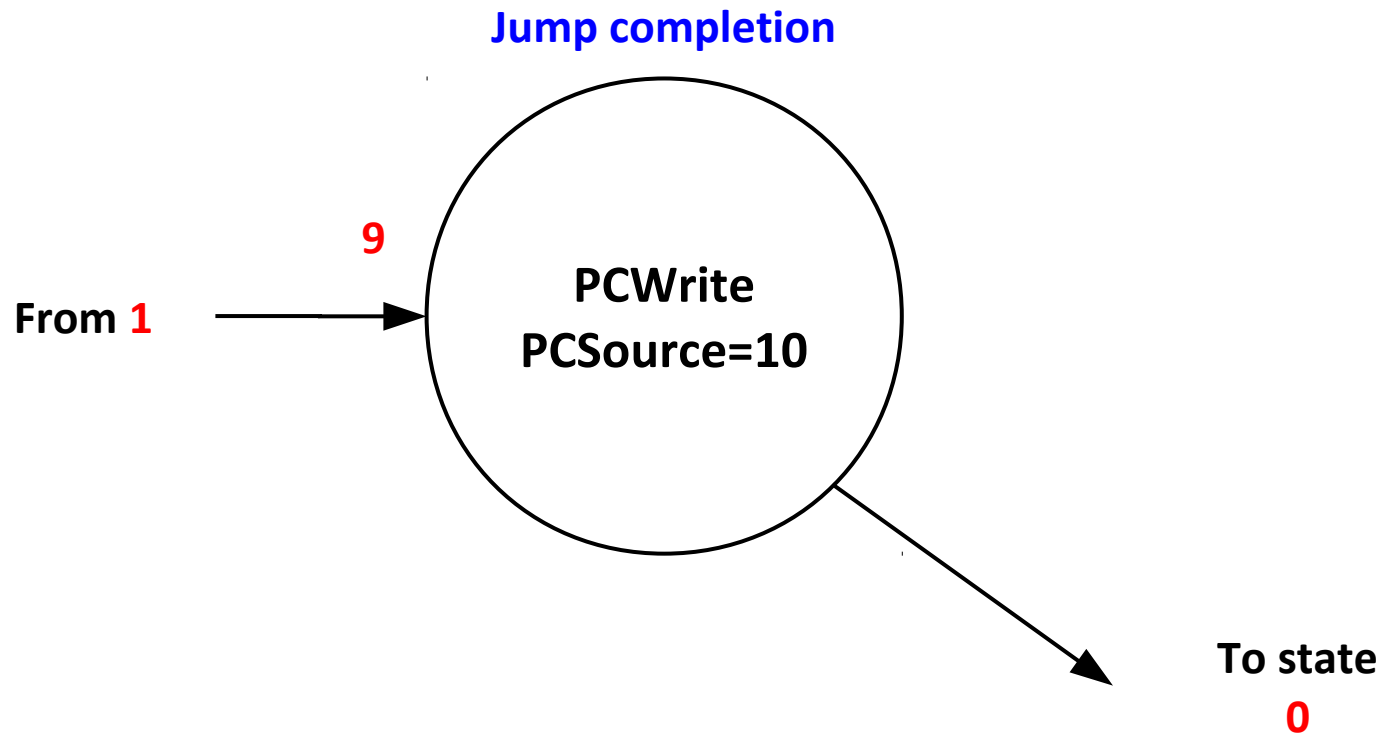 Jump completion
9
From 1
PCWrite
PCSource=10
To state
0